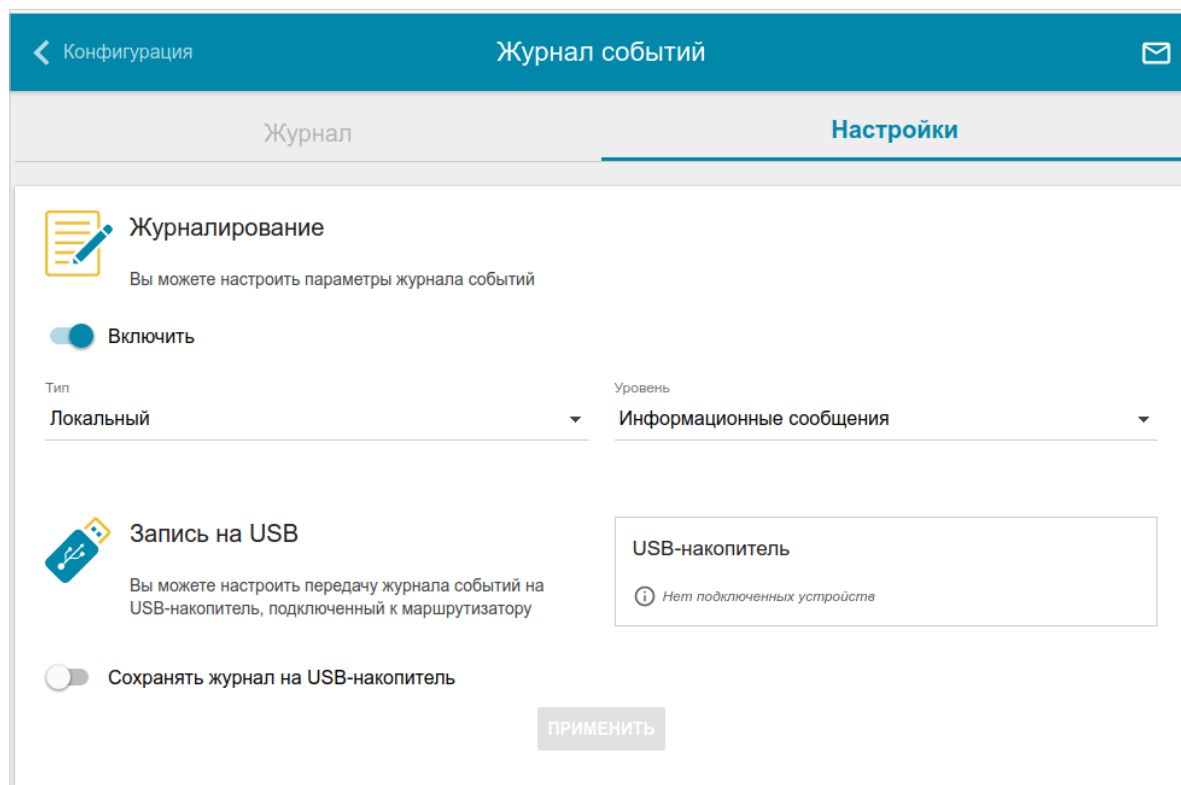 Конфигурация
Журнал событий
Журнал
Настройки
Журналирование
Вы можете настроить параметры журнала событий
Включить
Тип
Локальный
Уровень
Информационные сообщения
Запись на USB
Вы можете настроить передачу журнала событий на
USB-накопитель, подключенный к маршрутизатору
USB-накопитель
Нет подключенных устройств
Сохранять журнал на USB-накопитель
ПРИМЕНИТЬ